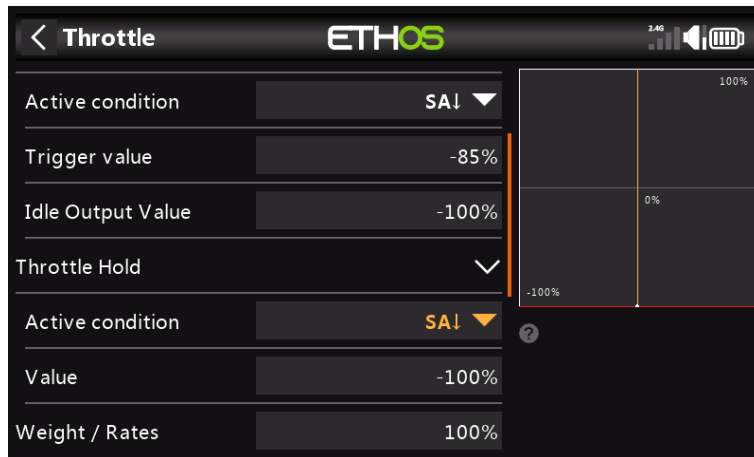 Throttle
ETHOS
2.4G
Active condition SA↓
Trigger value -85%
Idle Output Value -100%
Throttle Hold
Active condition SA↓
Value -100%
Weight / Rates 100%
100%
0%
-100%
?